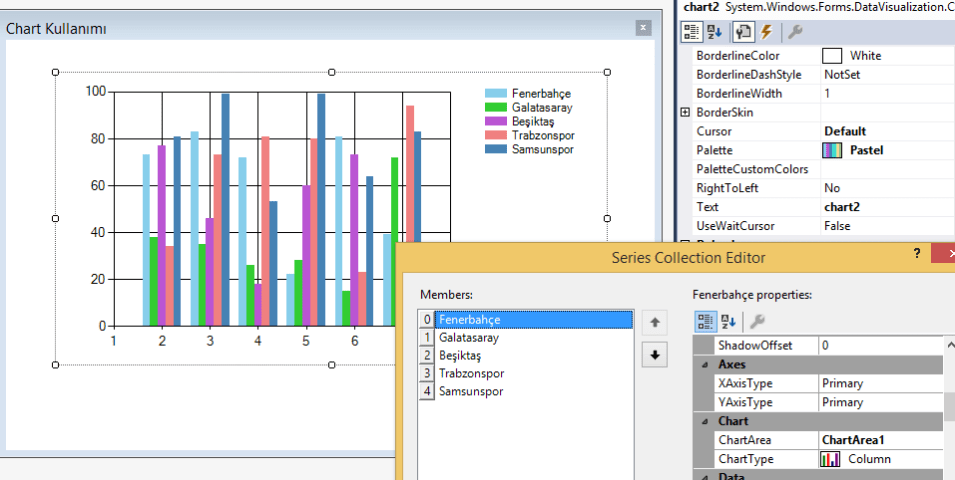 chart2 System.Windows.Forms.DataVisualization.C
Chart Kullanımı
x
BorderlineColor White
BorderlineDashStyle NotSet
BorderlineWidth 1
BorderSkin
Cursor Default
Palette Pastel
PaletteCustomColors
RightToLeft No
Text chart2
UseWaitCursor False
100
80
60
40
20
0
1 2 3 4 5 6
Fenerbahçe
Galatasaray
Beşiktaş
Trabzonspor
Samsunspor
Series Collection Editor
?
Members:
0 Fenerbahçe
1 Galatasaray
2 Beşiktaş
3 Trabzonspor
4 Samsunspor
Fenerbahçe properties:
ShadowOffset 0
Axes
XAxisType Primary
YAxisType Primary
Chart
ChartArea ChartArea1
ChartType Column
Data